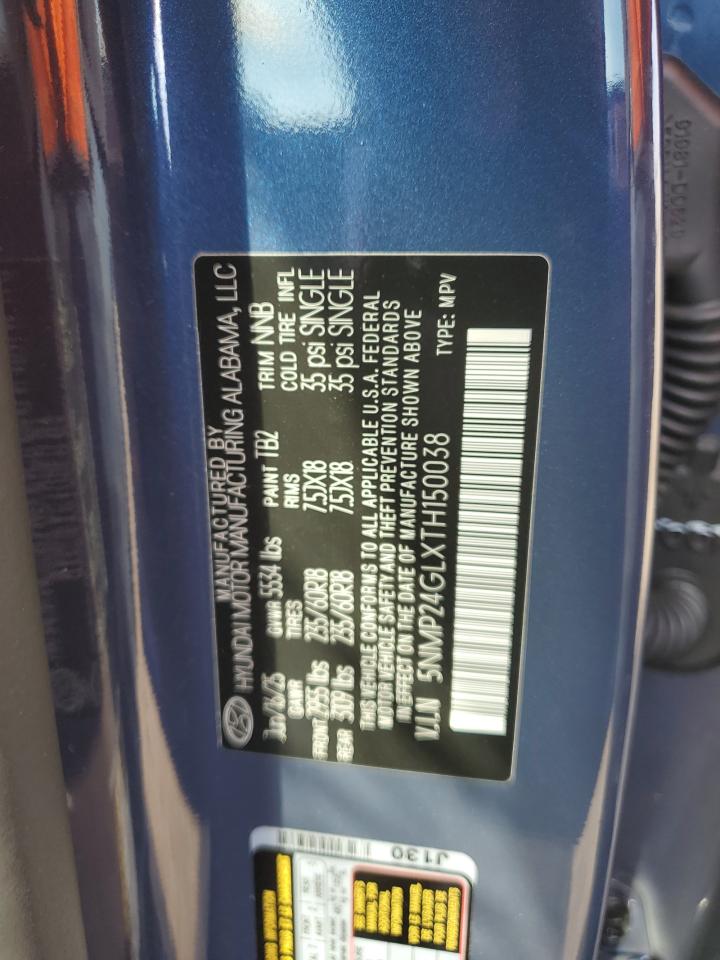 MANUFACTURED BY
HYUNDAI MOTOR MANUFACTURING ALABAMA, LLC
GVWR 5534 lbs PAINT TB2 TRIM NNB
GAWR TIRES RIMS COLD TIRE INFL
FRONT 2955 lbs 235/60R18 7.5JX18 35 psi SINGLE
REAR 3109 lbs 235/60R18 7.5JX18 35 psi SINGLE
THIS VEHICLE CONFORMS TO ALL APPLICABLE U.S.A. FEDERAL
MOTOR VEHICLE SAFETY AND THEFT PREVENTION STANDARDS
IN EFFECT ON THE DATE OF MANUFACTURE SHOWN ABOVE
V.I.N 5NMP24GLXTH150038
TYPE: MPV
J130